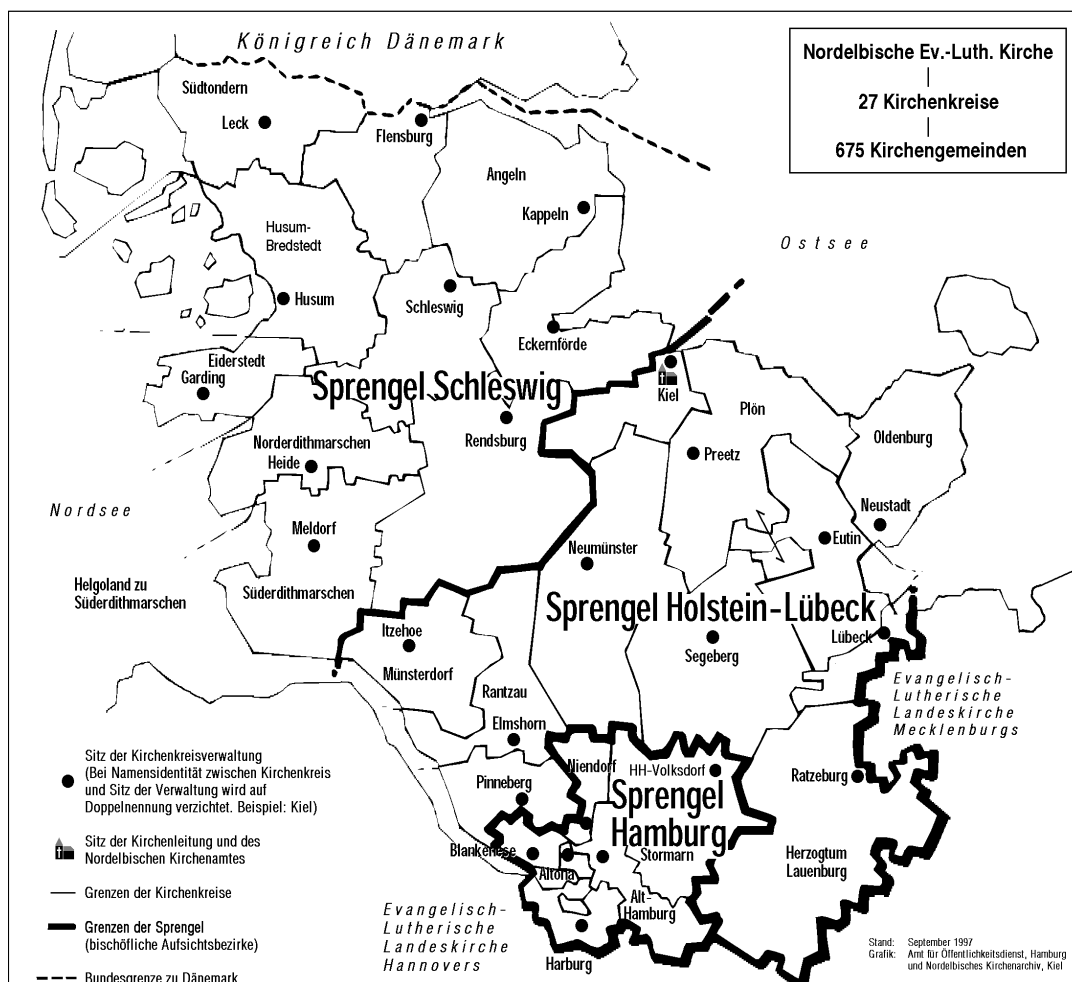 Königreich Dänemark
Nordelbische Ev.-Luth. Kirche
27 Kirchenkreise
675 Kirchengemeinden
Südtondern
Leck
Flensburg
Angeln
Kappeln
Husum-
Bredstedt
Husum
Schleswig
Ostsee
Eckernförde
Eiderstedt
Garding
Sprengel Schleswig
Kiel
Plön
Rendsburg
Oldenburg
Norderdithmarschen
Heide
Preetz
Nordsee
Meldorf
Neustadt
Eutin
Neumünster
Helgoland zu
Süderdithmarschen
Süderdithmarschen
Sprengel Holstein-Lübeck
Itzehoe
Lübeck
Segeberg
Münsterdorf
Rantzau
Elmshorn
Evangelisch-
Lutherische
Landeskirche
Mecklenburgs
Sitz der Kirchenkreisverwaltung
(Bei Namensidentität zwischen Kirchenkreis
und Sitz der Verwaltung wird auf
Doppelnennung verzichtet. Beispiel: Kiel)
Niendorf
HH-Volksdorf
Ratzeburg
Pinneberg
Sprengel
Hamburg
Sitz der Kirchenleitung und des
Nordelbischen Kirchenamtes
Blankenese
Altona
Stormarn
Herzogtum
Lauenburg
Grenzen der Kirchenkreise
Alt-
Hamburg
Grenzen der Sprengel
(bischöfliche Aufsichtsbezirke)
Evangelisch-
Lutherische
Landeskirche
Hannovers
Harburg
Bundesgrenze zu Dänemark
Stand: September 1997
Grafik: Amt für Öffentlichkeitsdienst, Hamburg
und Nordelbisches Kirchenarchiv, Kiel